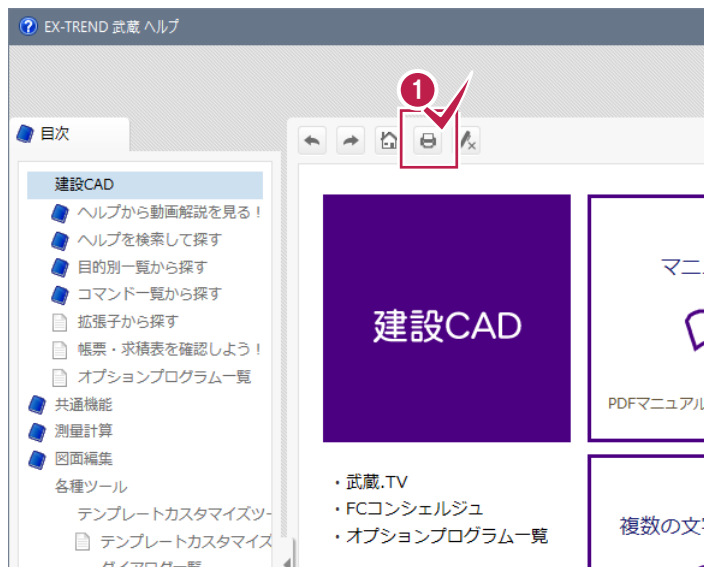 EX-TREND 武蔵 ヘルプ
1
目次
建設CAD
ヘルプから動画解説を見る！
ヘルプを検索して探す
目的別一覧から探す
コマンド一覧から探す
拡張子から探す
帳票・求積表を確認しよう！
オプションプログラム一覧
共通機能
測量計算
図面編集
各種ツール
テンプレートカスタマイズツー
テンプレートカスタマイズ
ダイアログ一覧
建設CAD
・武蔵.TV
・FCコンシェルジュ
・オプションプログラム一覧
マニ
PDFマニュアル
複数の文